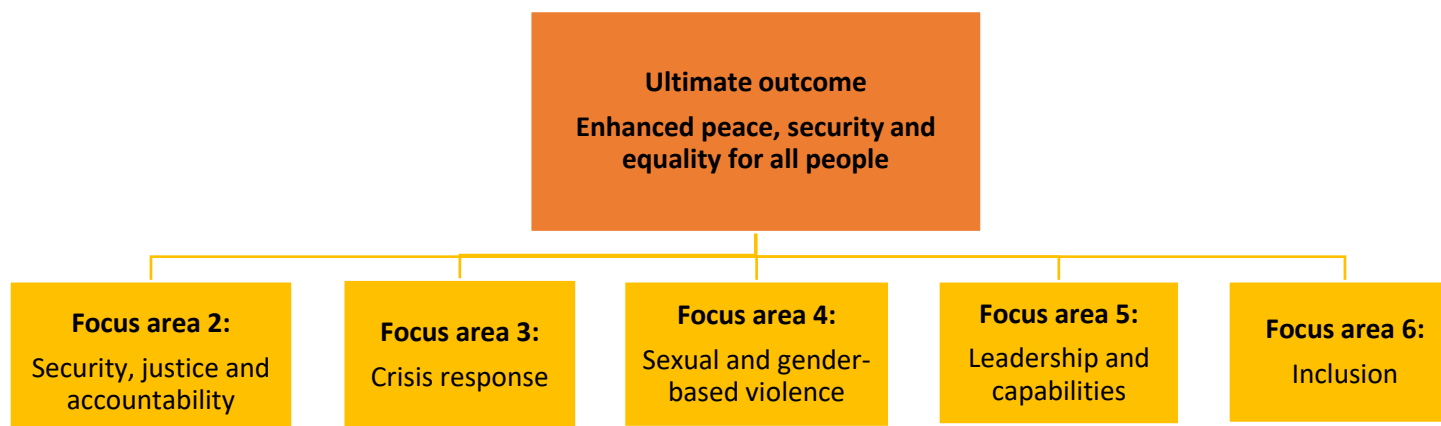 Ultimate outcome
Enhanced peace, security and
equality for all people
Focus area 2:
Security, justice and
accountability
Focus area 3:
Crisis response
Focus area 4:
Sexual and gender-
based violence
Focus area 5:
Leadership and
capabilities
Focus area 6:
Inclusion